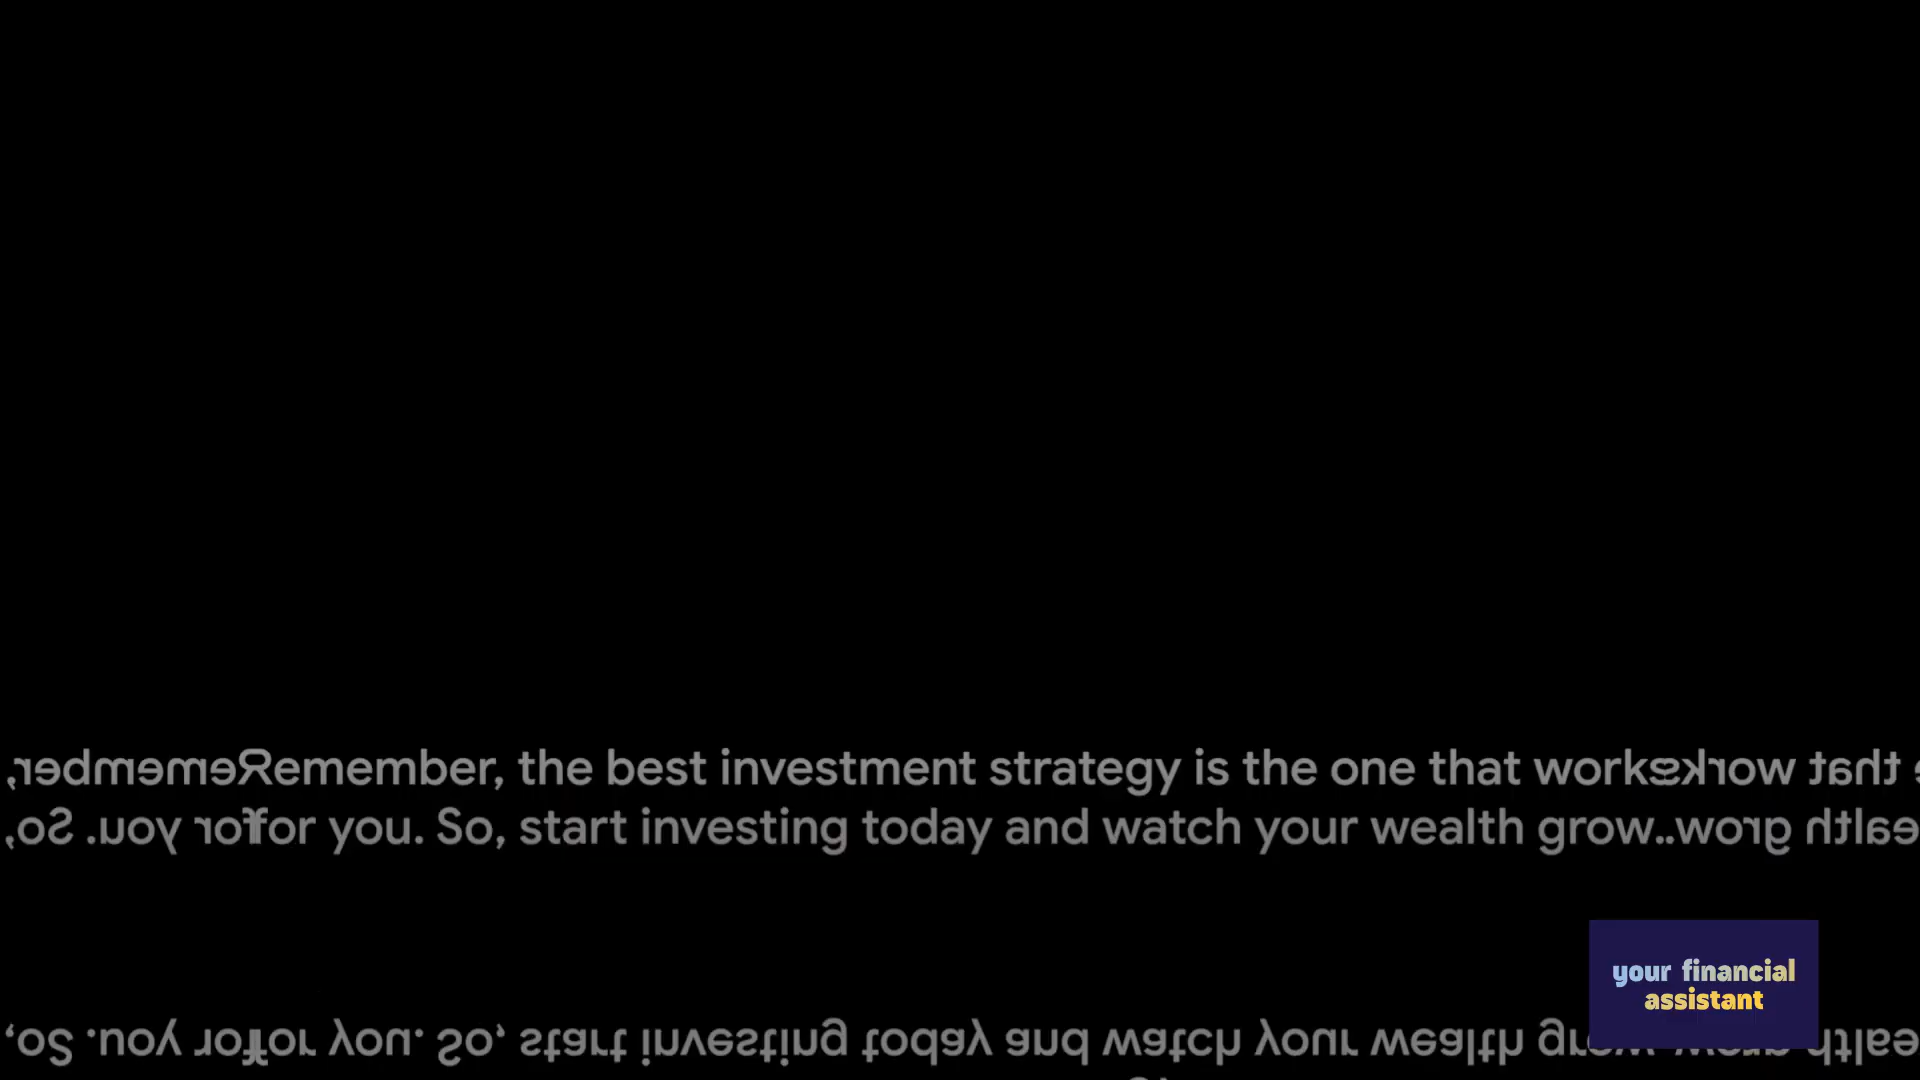 Remember, the best investment strategy is the one that works
for you. So, start investing today and watch your wealth grow.
your financial
assistant